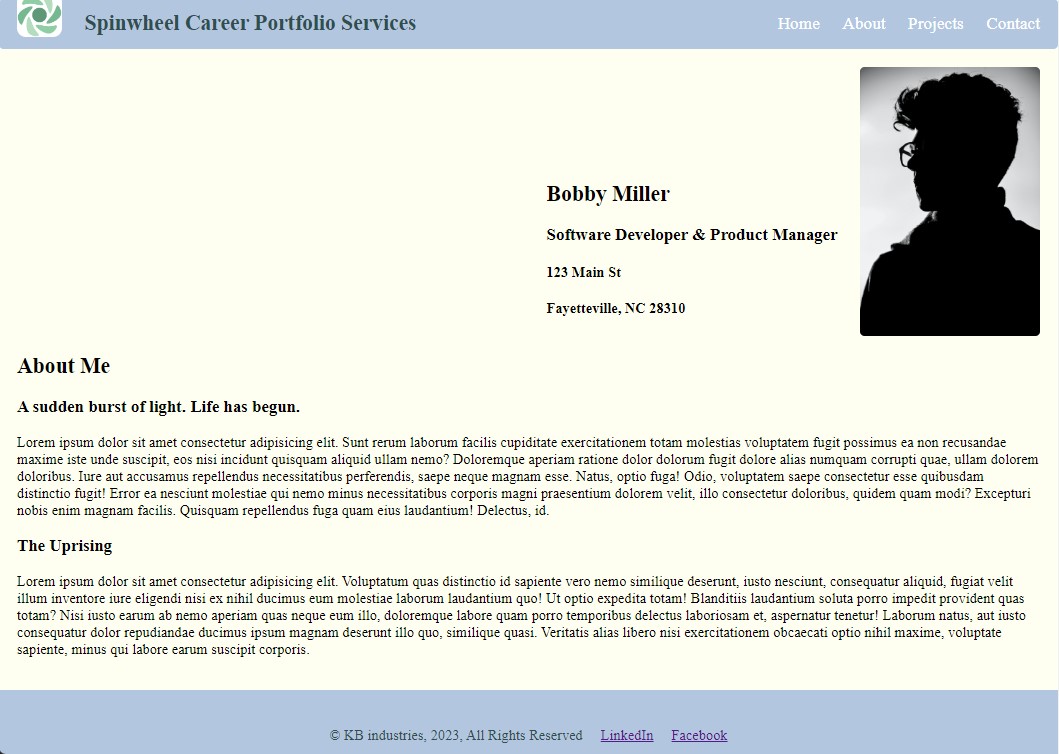 Spinwheel Career Portfolio Services
Home About Projects Contact
Bobby Miller
Software Developer & Product Manager
123 Main St
Fayetteville, NC 28310
About Me
A sudden burst of light. Life has begun.
Lorem ipsum dolor sit amet consectetur adipisicing elit. Sunt rerum laborum facilis cupiditate exercitationem totam molestias voluptatem fugit possimus ea non recusandae
maxime iste unde suscipit, eos nisi incidunt quisquam aliquid ullam nemo? Doloremque aperiam ratione dolor dolorum fugit dolore alias numquam corrupti quae, ullam dolorem
doloribus. Iure aut accusamus repellendus necessitatibus perferendis, saepe neque magnam esse. Natus, optio fuga! Odio, voluptatem saepe consectetur esse quibusdam
distinctio fugit! Error ea nesciunt molestiae qui nemo minus necessitatibus corporis magni praesentium dolorem velit, illo consectetur doloribus, quidem quam modi? Excepturi
nobis enim magnam facilis. Quisquam repellendus fuga quam eius laudantium! Delectus, id.
The Uprising
Lorem ipsum dolor sit amet consectetur adipisicing elit. Voluptatum quas distinctio id sapiente vero nemo similique deserunt, iusto nesciunt, consequatur aliquid, fugiat velit
illum inventore iure eligendi nisi ex nihil ducimus eum molestiae laborum laudantium quo! Ut optio expedita totam! Blanditiis laudantium soluta porro impedit provident quas
totam? Nisi iusto earum ab nemo aperiam quas neque eum illo, doloremque labore quam porro temporibus delectus laboriosam et, aspernatur tenetur! Laborum natus, aut iusto
consequatur dolor repudiandae ducimus ipsum magnam deserunt illo quo, similique quasi. Veritatis alias libero nisi exercitationem obcaecati optio nihil maxime, voluptate
sapiente, minus qui labore earum suscipit corporis.
© KB industries, 2023, All Rights Reserved LinkedIn Facebook